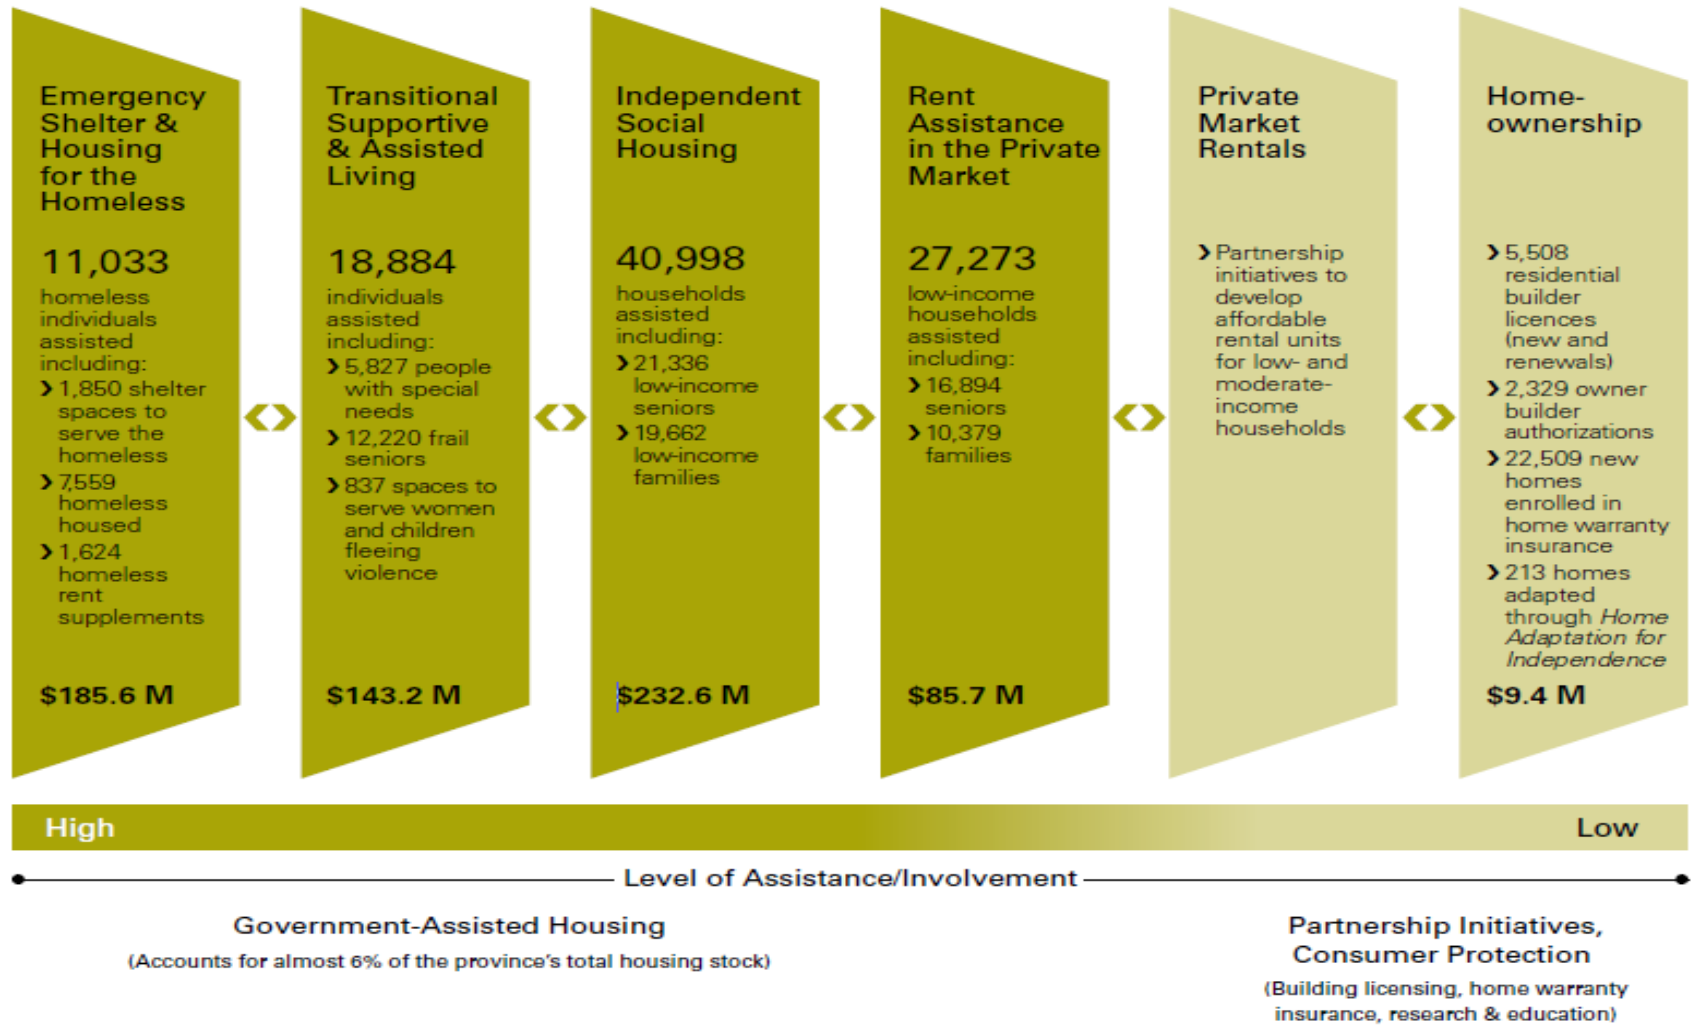 Emergency
Shelter &
Housing
for the
Homeless
11,033
homeless
individuals
assisted
including:
› 1,850 shelter
spaces to
serve the
homeless
› 7,559
homeless
housed
› 1,624
homeless
rent
supplements
$185.6 M
Transitional
Supportive
& Assisted
Living
18,884
individuals
assisted
including:
› 5,827 people
with special
needs
› 12,220 frail
seniors
› 837 spaces to
serve women
and children
fleeing
violence
$143.2 M
Independent
Social
Housing
40,998
households
assisted
including:
› 21,336
low-income
seniors
› 19,662
low-income
families
$232.6 M
Rent
Assistance
in the Private
Market
27,273
low-income
households
assisted
including:
› 16,894
seniors
› 10,379
families
$85.7 M
Private
Market
Rentals
› Partnership
initiatives to
develop
affordable
rental units
for low- and
moderate-
income
households
Home-
ownership
› 5,508
residential
builder
licences
(new and
renewals)
› 2,329 owner
builder
authorizations
› 22,509 new
homes
enrolled in
home warranty
insurance
› 213 homes
adapted
through Home
Adaptation for
Independence
$9.4 M
High
Low
Level of Assistance/Involvement
Government-Assisted Housing
(Accounts for almost 6% of the province's total housing stock)
Partnership Initiatives,
Consumer Protection
(Building licensing, home warranty
insurance, research & education)